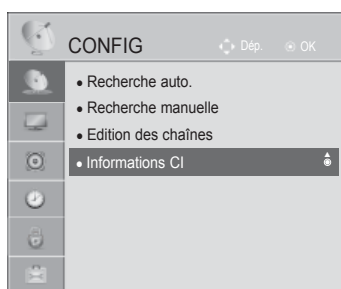 CONFIG Dép. OK
• Recherche auto.
• Recherche manuelle
• Edition des chaînes
• Informations CI